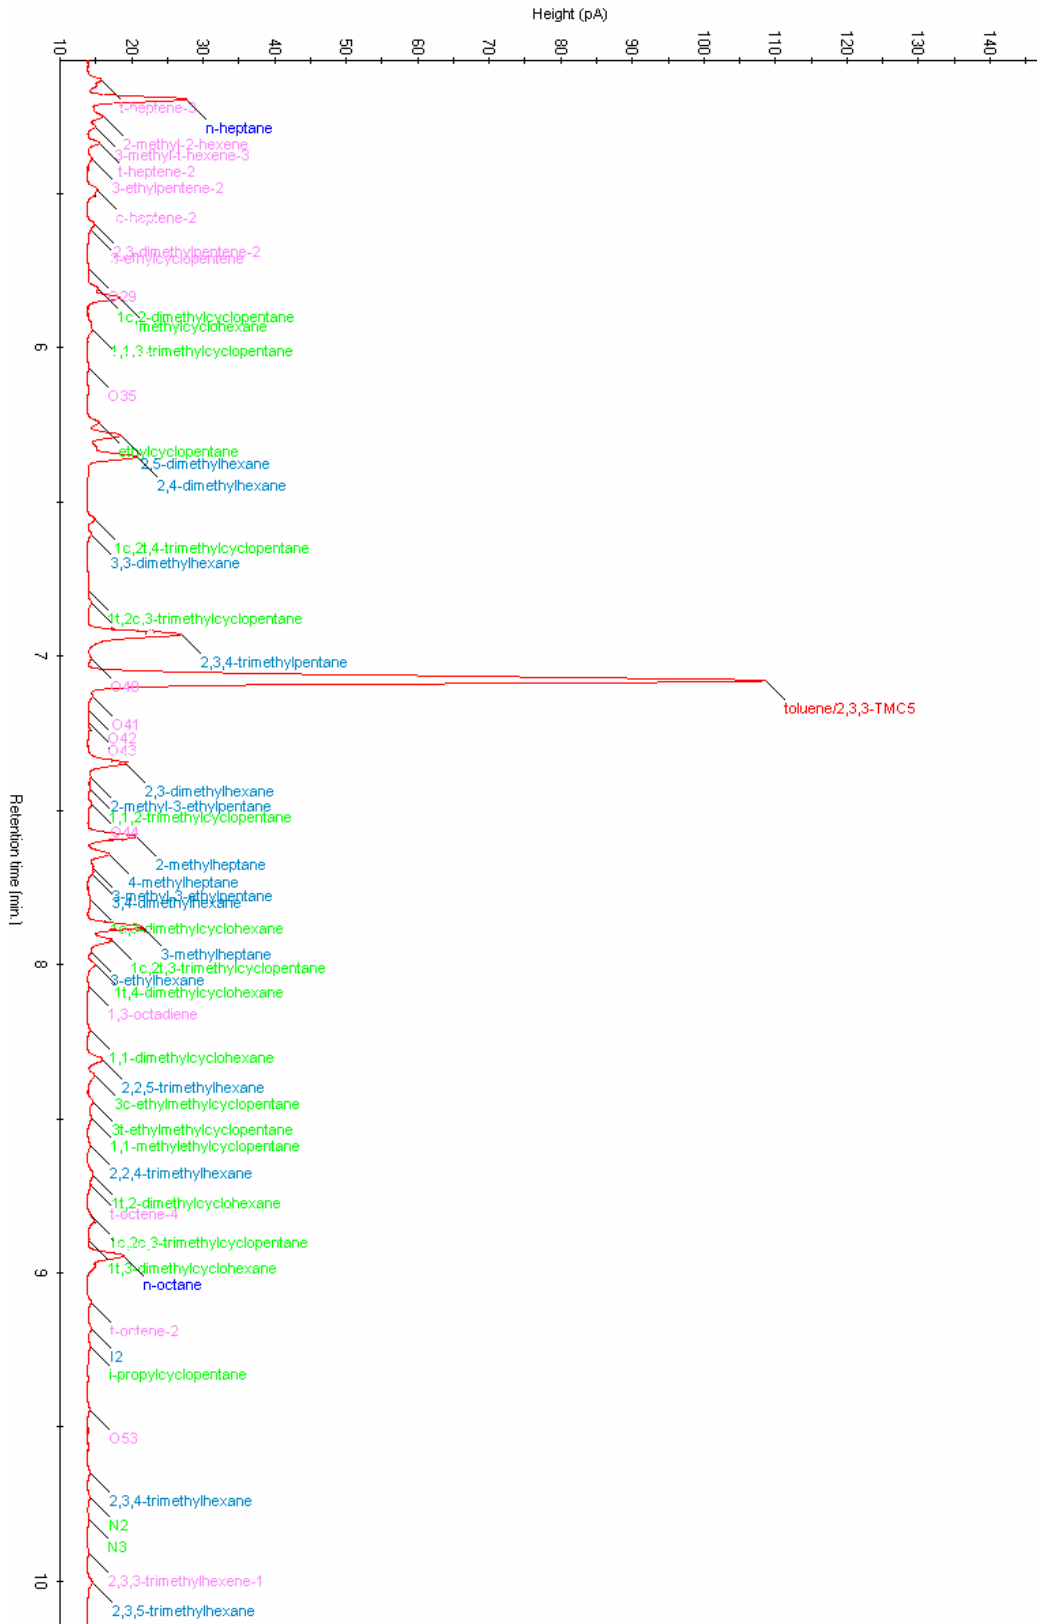 Height (pA)
10
20
30
40
50
60
70
80
90
100
110
120
130
140
t-heptene-3
n-heptane
2-methyl-2-hexene
3-methyl-t-hexene-3
t-heptene-2
3-ethylpentene-2
c-heptene-2
2,3-dimethylpentene-2
O29
1c,2-dimethylcyclopentane
methylcyclohexane
6
1,1,3-trimethylcyclopentane
O35
ethylcyclopentane
2,5-dimethylhexane
2,4-dimethylhexane
1c,2t,4-trimethylcyclopentane
3,3-dimethylhexane
1t,2c,3-trimethylcyclopentane
7
2,3,4-trimethylpentane
O40
toluene/2,3,3-TMC5
O41
O42
O43
2,3-dimethylhexane
2-methyl-3-ethylpentane
1,1,2-trimethylcyclopentane
O44
2-methylheptane
4-methylheptane
3-methyl-3-ethylpentane
3,4-dimethylhexane
Retention time [min.]
1c,3-dimethylcyclohexane
3-methylheptane
8
1c,2t,3-trimethylcyclopentane
3-ethylhexane
1t,4-dimethylcyclohexane
1,3-octadiene
1,1-dimethylcyclohexane
2,2,5-trimethylhexane
3c-ethylmethylcyclopentane
3t-ethylmethylcyclopentane
1,1-methylethylcyclopentane
2,2,4-trimethylhexane
1t,2-dimethylcyclohexane
t-octene-4
1c,2c,3-trimethylcyclopentane
9
1t,3-dimethylcyclohexane
n-octane
t-octene-2
I2
i-propylcyclopentane
O53
2,3,4-trimethylhexane
N2
N3
10
2,3,3-trimethylhexene-1
2,3,5-trimethylhexane